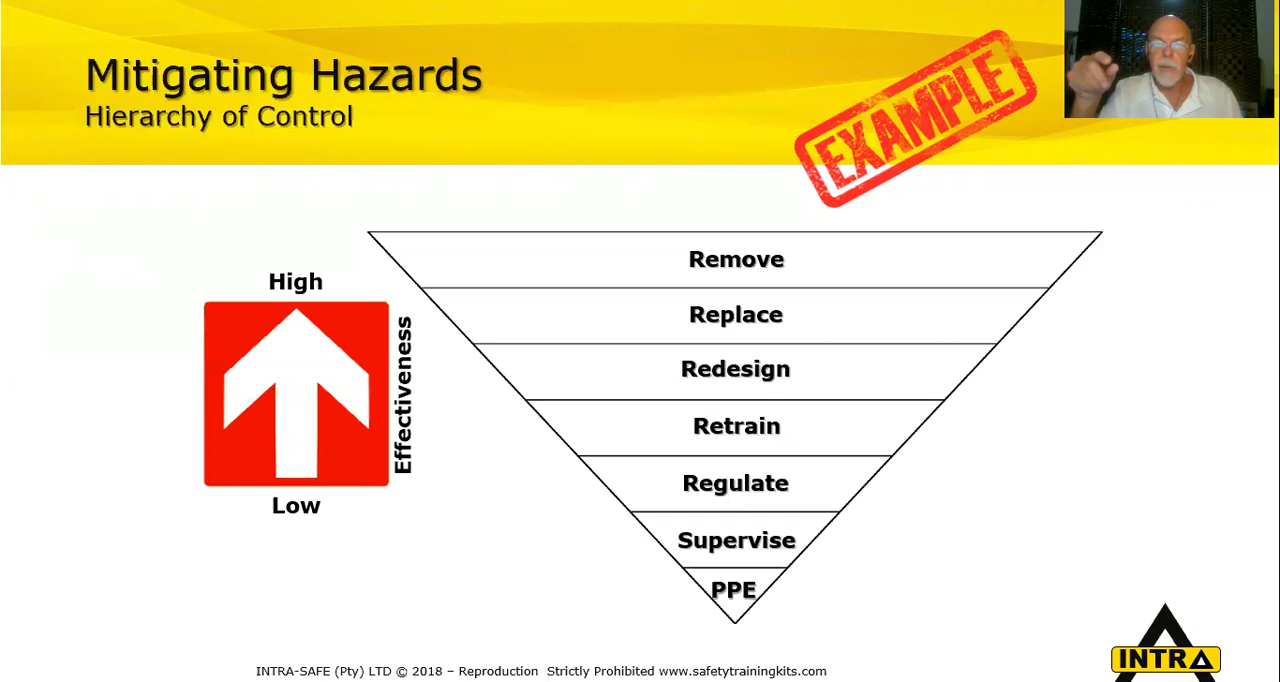 Mitigating Hazards
Hierarchy of Control
EXAMPLE
Remove
High
Replace
Effectiveness
Redesign
Retrain
Regulate
Low
Supervise
PPE
INTRA-SAFE (Pty) LTD © 2018 – Reproduction Strictly Prohibited www.safetytrainingkits.com
INTRA